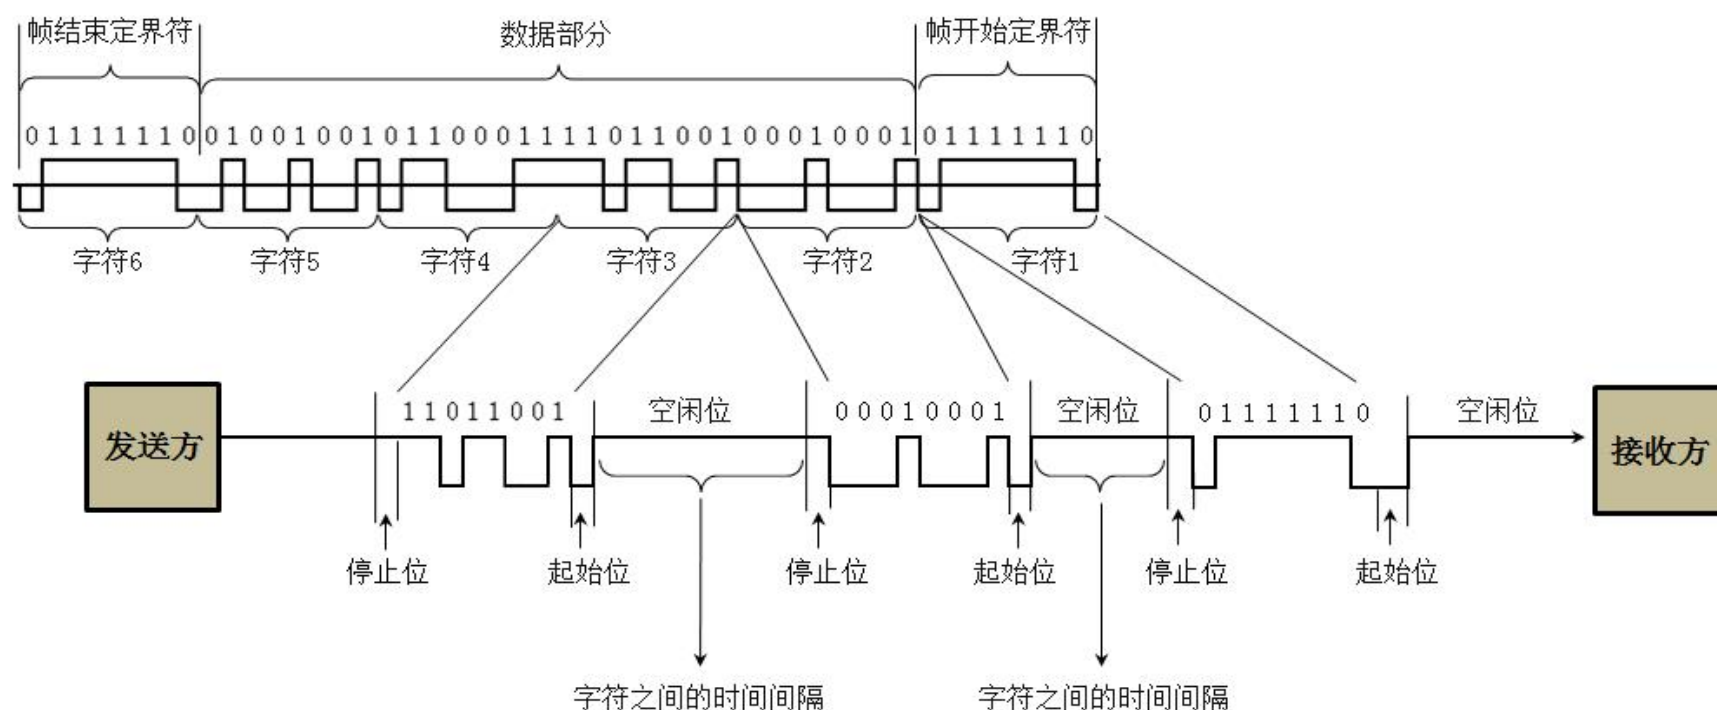 帧结束定界符 数据部分 帧开始定界符
0 1 1 1 1 1 1 0 0 1 0 0 1 0 0 1 0 1 1 0 0 0 1 1 1 1 0 1 1 0 0 1 0 0 0 1 0 0 0 1 0 1 1 1 1 1 1 0
字符6 字符5 字符4 字符3 字符2 字符1
1 1 0 1 1 0 0 1 空闲位 0 0 0 1 0 0 0 1 空闲位 0 1 1 1 1 1 1 0 空闲位
发送方 接收方
停止位 起始位 停止位 起始位 停止位 起始位
字符之间的时间间隔 字符之间的时间间隔